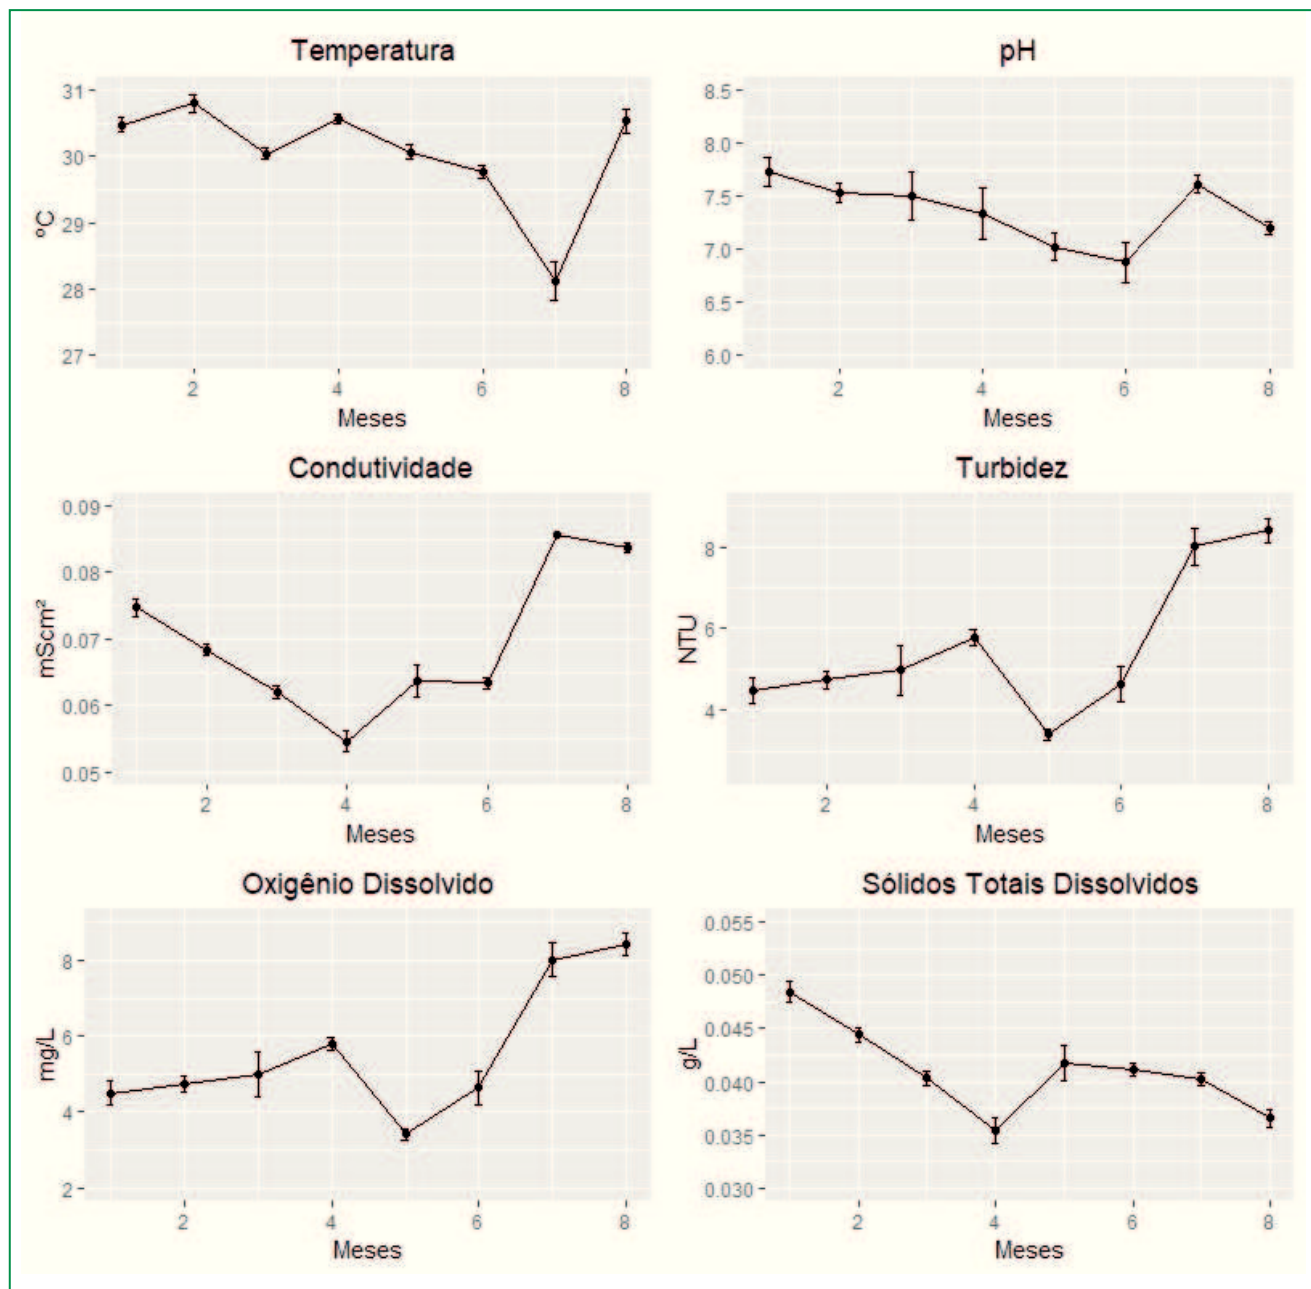 Temperatura
31
30
29
28
27
ºC
2 4 6 8
Meses
pH
8.5
8.0
7.5
7.0
6.5
6.0
2 4 6 8
Meses
Condutividade
0.09
0.08
0.07
0.06
0.05
mScm²
2 4 6 8
Meses
Turbidez
8
6
4
NTU
2 4 6 8
Meses
Oxigênio Dissolvido
8
6
4
2
mg/L
2 4 6 8
Meses
Sólidos Totais Dissolvidos
0.055
0.050
0.045
0.040
0.035
0.030
g/L
2 4 6 8
Meses